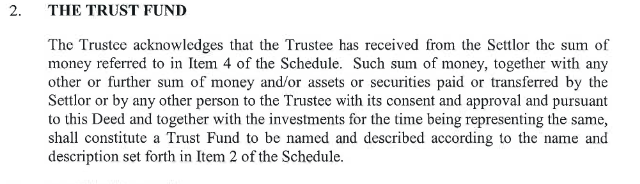 2. THE TRUST FUND
The Trustee acknowledges that the Trustee has received from the Settlor the sum of
money referred to in Item 4 of the Schedule. Such sum of money, together with any
other or further sum of money and/or assets or securities paid or transferred by the
Settlor or by any other person to the Trustee with its consent and approval and pursuant
to this Deed and together with the investments for the time being representing the same,
shall constitute a Trust Fund to be named and described according to the name and
description set forth in Item 2 of the Schedule.